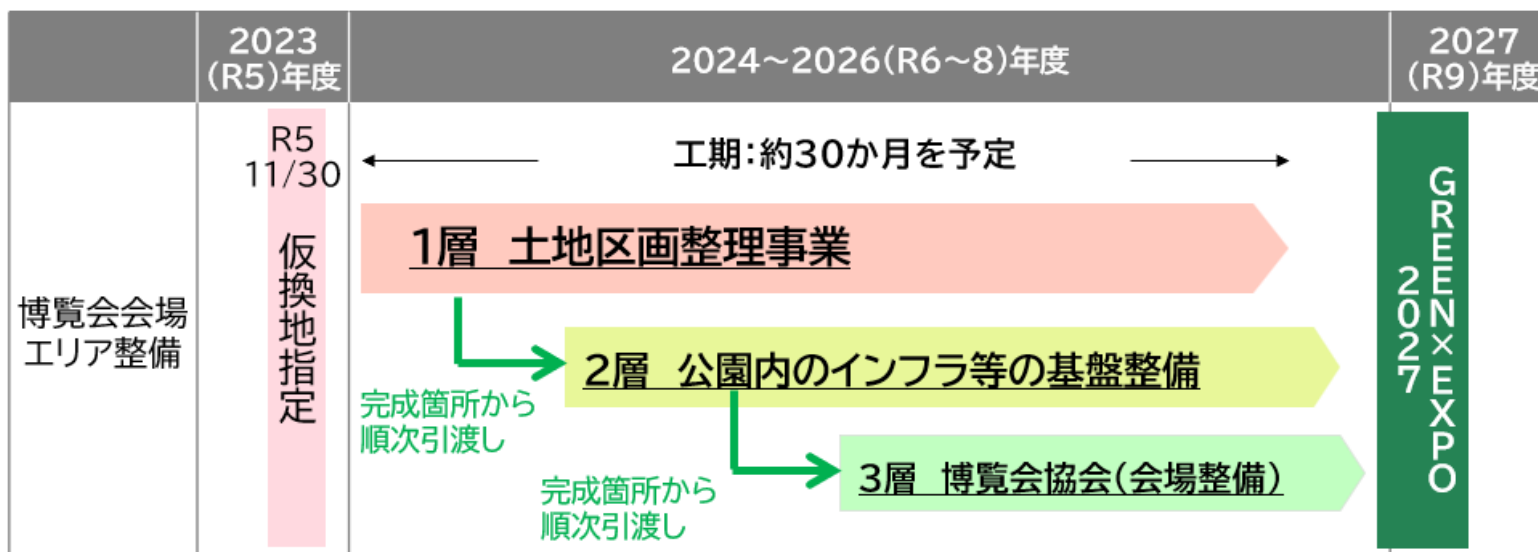 2023
(R5)年度
2024～2026(R6～8)年度
2027
(R9)年度
博覧会会場
エリア整備
R5
11/30
仮換地指定
工期：約30か月を予定
1層　土地区画整理事業
完成箇所から
順次引渡し
2層　公園内のインフラ等の基盤整備
完成箇所から
順次引渡し
3層　博覧会協会(会場整備)
GREEN×EXPO
2027